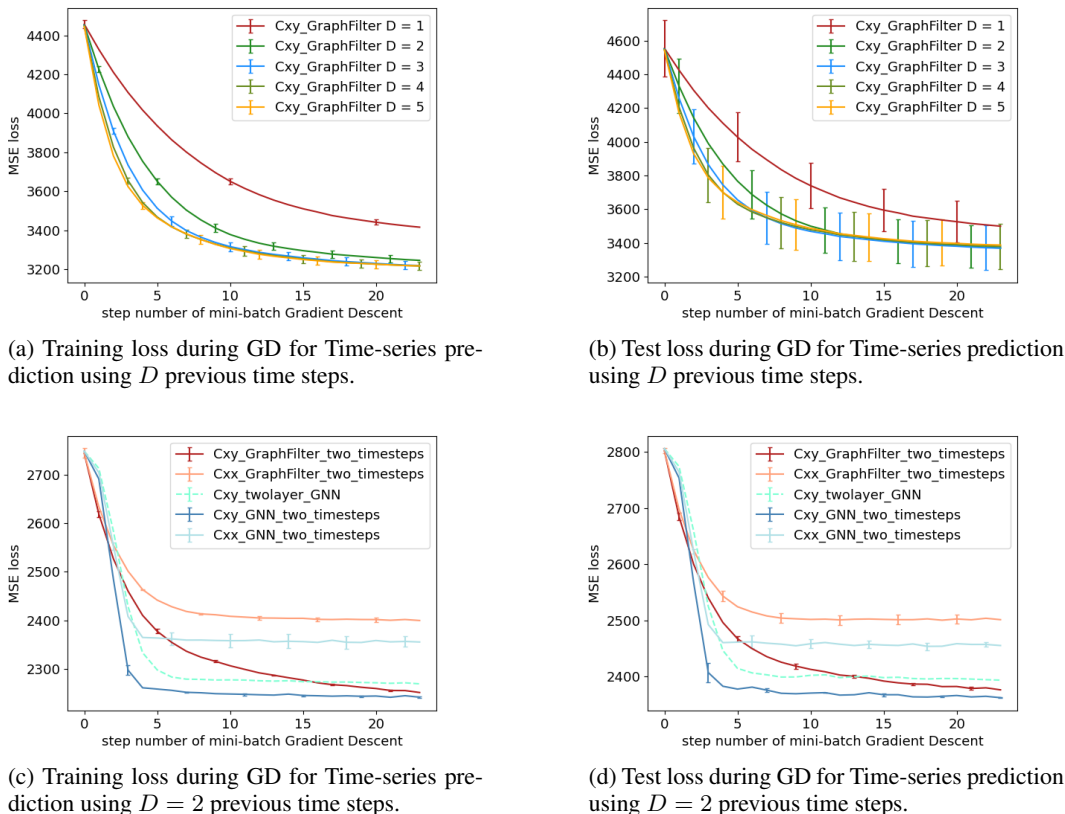 4400
4200
4000
3800
3600
3400
3200
MSE loss
Cxy_GraphFilter D = 1
Cxy_GraphFilter D = 2
Cxy_GraphFilter D = 3
Cxy_GraphFilter D = 4
Cxy_GraphFilter D = 5
0 5 10 15 20
step number of mini-batch Gradient Descent
(a) Training loss during GD for Time-series pre-
diction using D previous time steps.
4600
4400
4200
4000
3800
3600
3400
3200
MSE loss
Cxy_GraphFilter D = 1
Cxy_GraphFilter D = 2
Cxy_GraphFilter D = 3
Cxy_GraphFilter D = 4
Cxy_GraphFilter D = 5
0 5 10 15 20
step number of mini-batch Gradient Descent
(b) Test loss during GD for Time-series prediction
using D previous time steps.
2700
2600
2500
2400
2300
MSE loss
Cxy_GraphFilter_two_timesteps
Cxx_GraphFilter_two_timesteps
Cxy_twolayer_GNN
Cxy_GNN_two_timesteps
Cxx_GNN_two_timesteps
0 5 10 15 20
step number of mini-batch Gradient Descent
(c) Training loss during GD for Time-series pre-
diction using D = 2 previous time steps.
2800
2700
2600
2500
2400
MSE loss
Cxy_GraphFilter_two_timesteps
Cxx_GraphFilter_two_timesteps
Cxy_twolayer_GNN
Cxy_GNN_two_timesteps
Cxx_GNN_two_timesteps
0 5 10 15 20
step number of mini-batch Gradient Descent
(d) Test loss during GD for Time-series prediction
using D = 2 previous time steps.